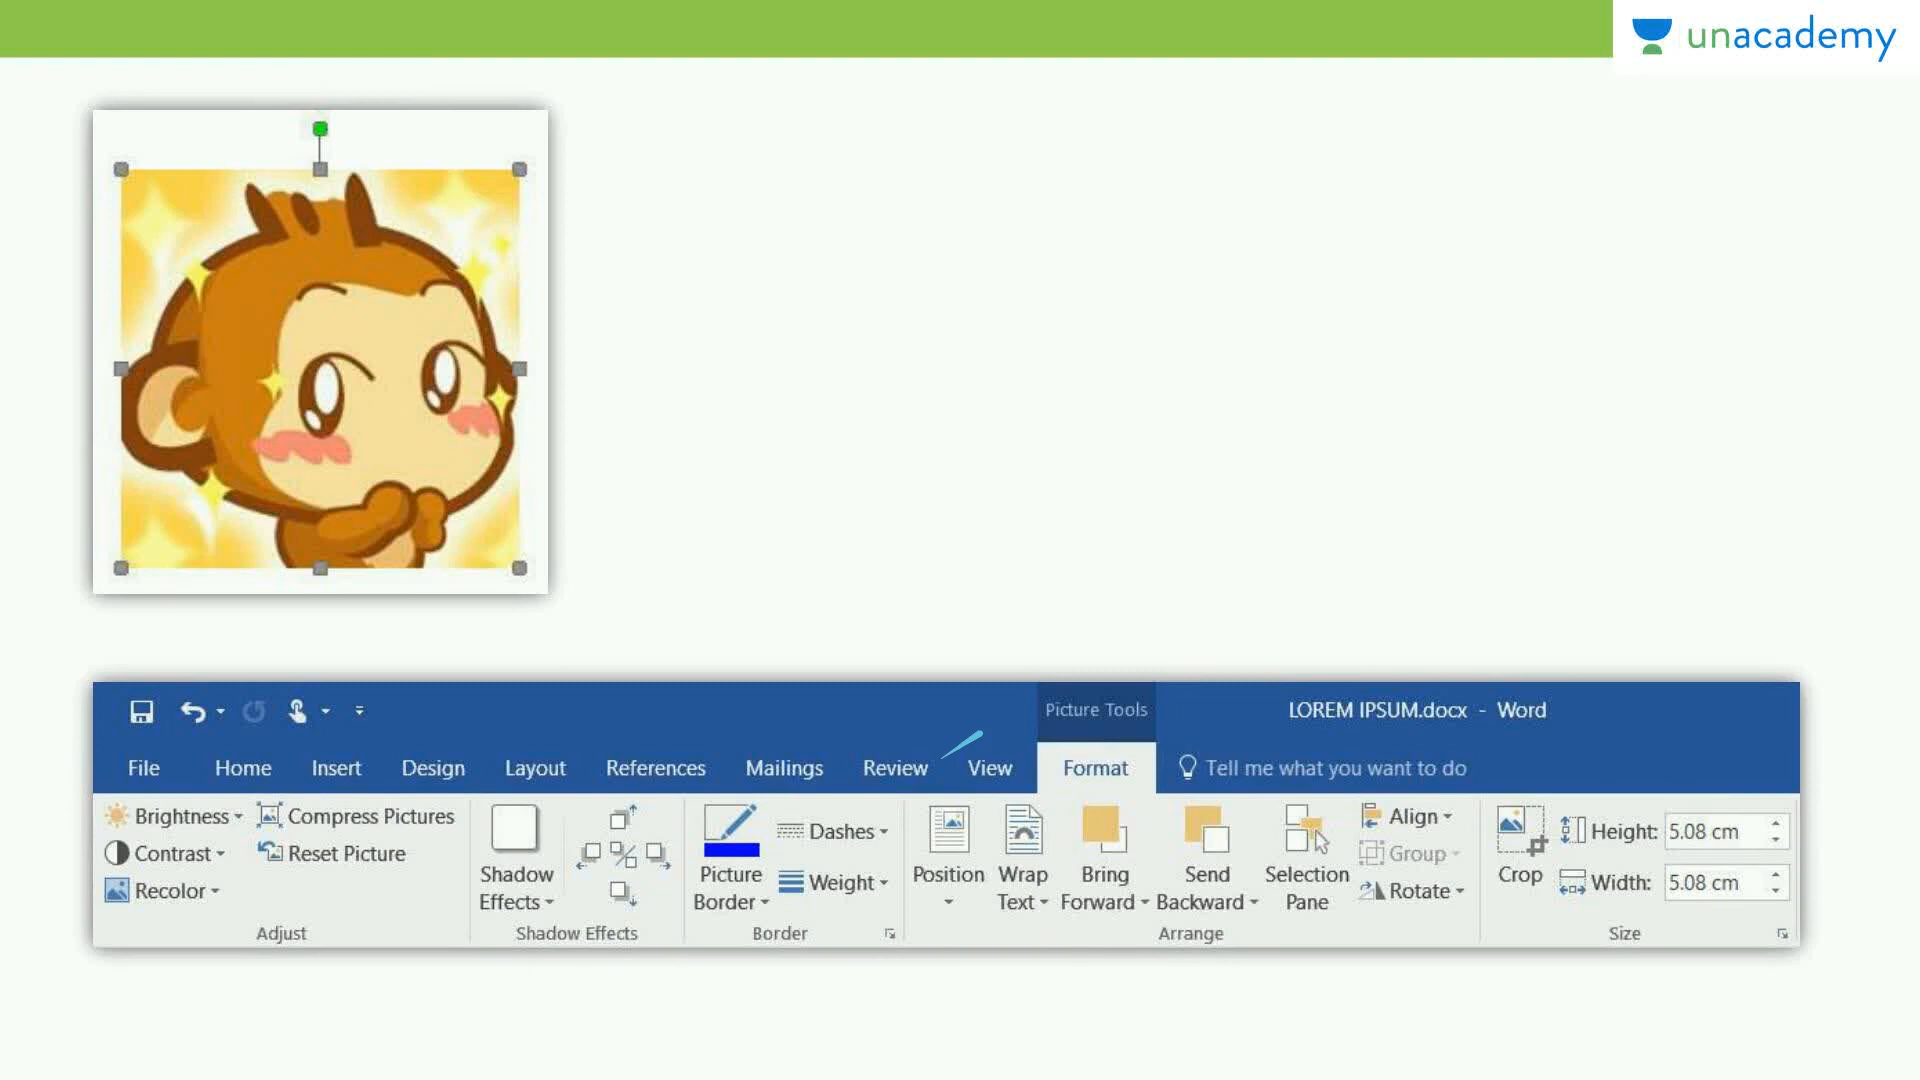 unacademy
Picture Tools
LOREM IPSUM.docx - Word
File Home Insert Design Layout References Mailings Review View Format Tell me what you want to do
Brightness Compress Pictures
Contrast Reset Picture
Recolor
Adjust
Shadow
Effects
Shadow Effects
Picture
Border
Dashes
Weight
Border
Position
Wrap
Text
Bring
Forward
Send
Backward
Selection
Pane
Align
Group
Rotate
Arrange
Crop
Height: 5.08 cm
Width: 5.08 cm
Size